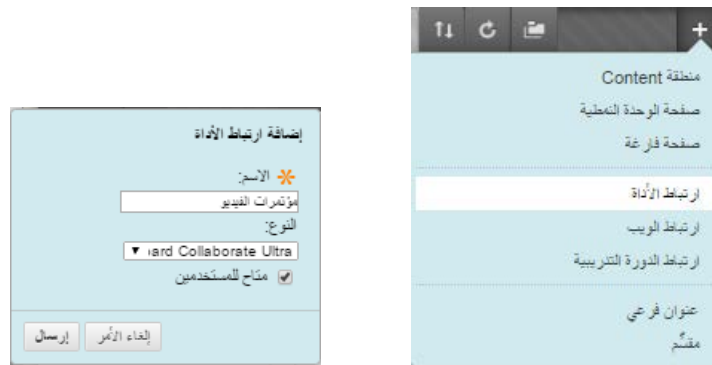 منطقة Content
صفحة الوحدة النمطية
صفحة فارغة
ارتباط الأداة
ارتباط الويب
ارتباط الدورة التدريبية
عنوان فرعي
مقسِّم
إضافة ارتباط الأداة
الاسم:
مؤتمرات الفيديو
النوع:
ard Collaborate Ultra
متاح للمستخدمين
إلغاء الأمر
إرسال